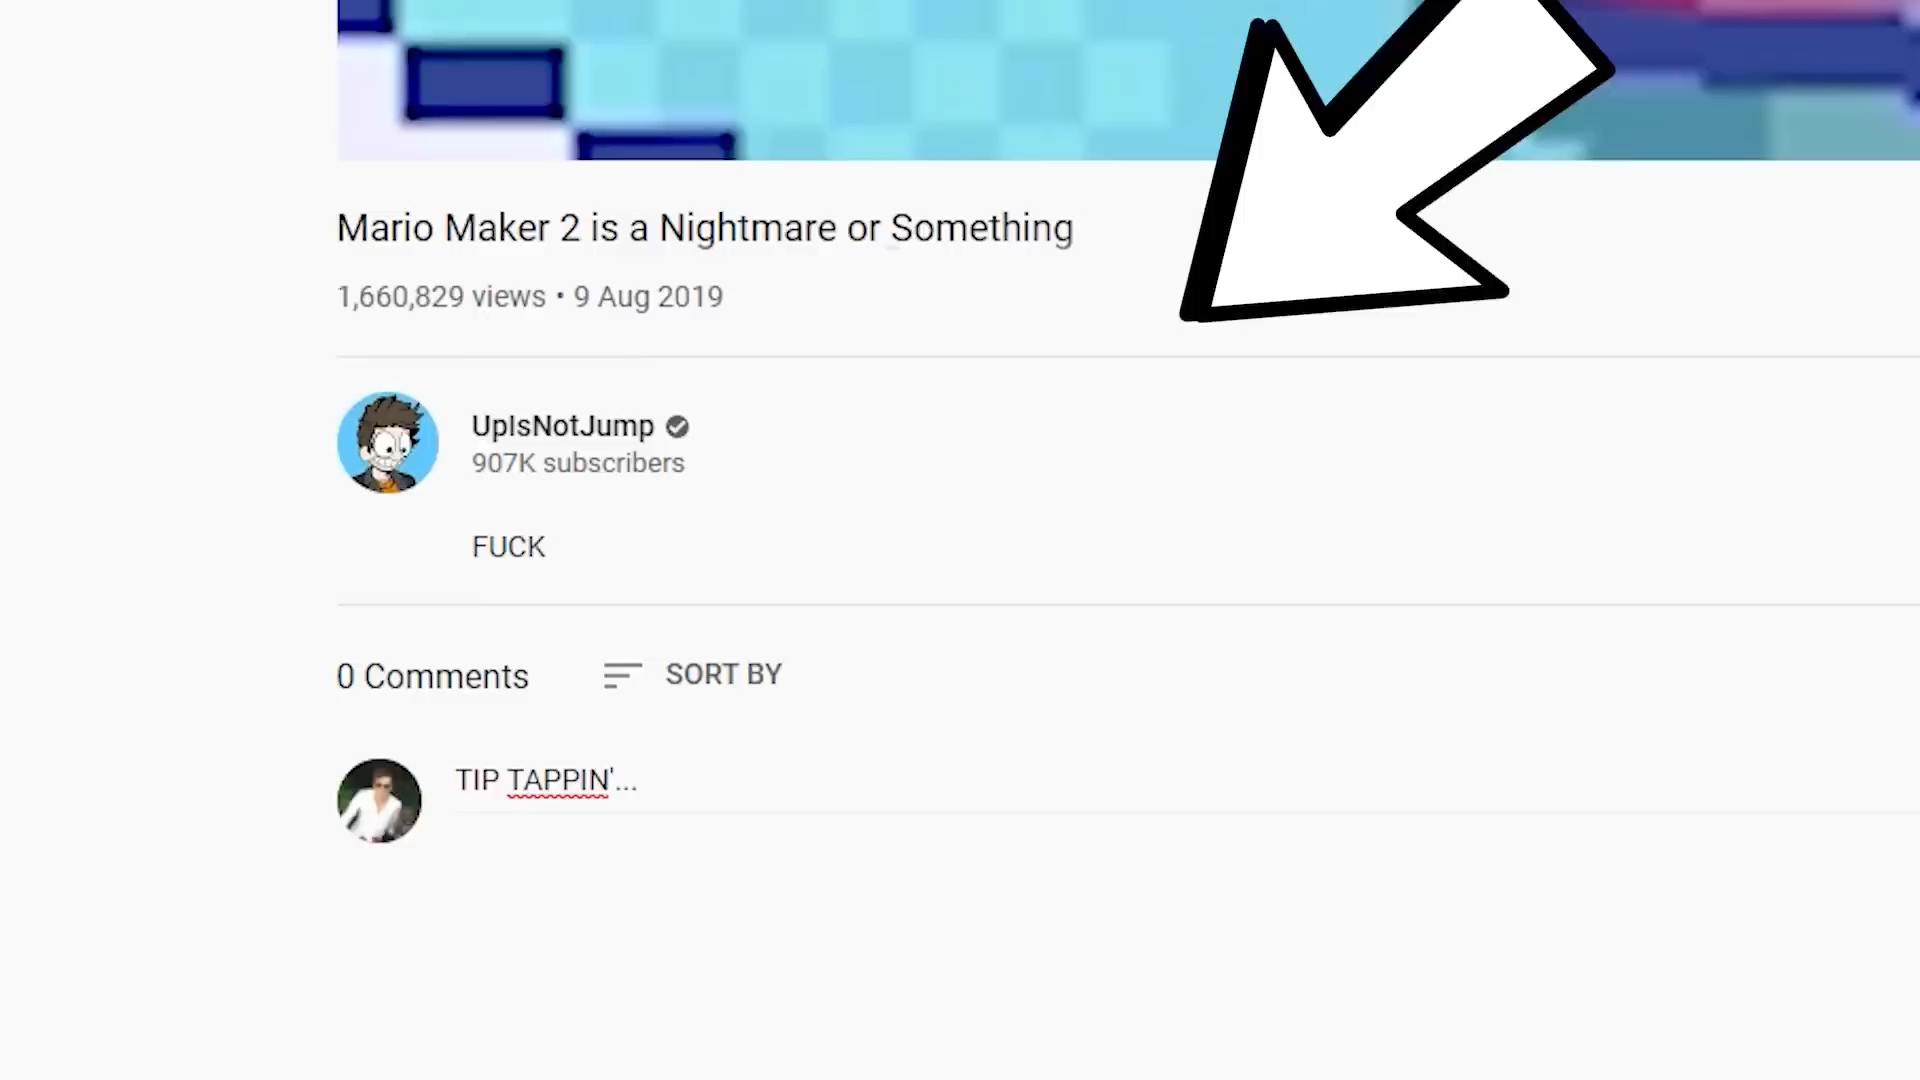 Mario Maker 2 is a Nightmare or Something
1,660,829 views • 9 Aug 2019
UpIsNotJump
907K subscribers
FUCK
0 Comments SORT BY
TIP TAPPIN'...